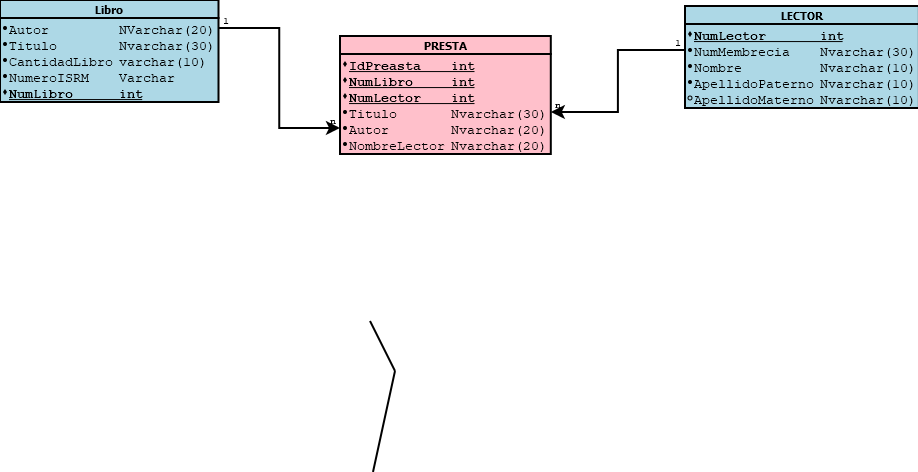 Libro
Autor NVarchar(20)
Titulo Nvarchar(30)
CantidadLibro varchar(10)
NumeroISRM Varchar
NumLibro int
1
n
PRESTA
IdPreasta int
NumLibro int
NumLector int
Titulo Nvarchar(30)
Autor Nvarchar(20)
NombreLector Nvarchar(20)
n
1
LECTOR
NumLector int
NumMembrecia Nvarchar(30)
Nombre Nvarchar(10)
ApellidoPaterno Nvarchar(10)
ApellidoMaterno Nvarchar(10)